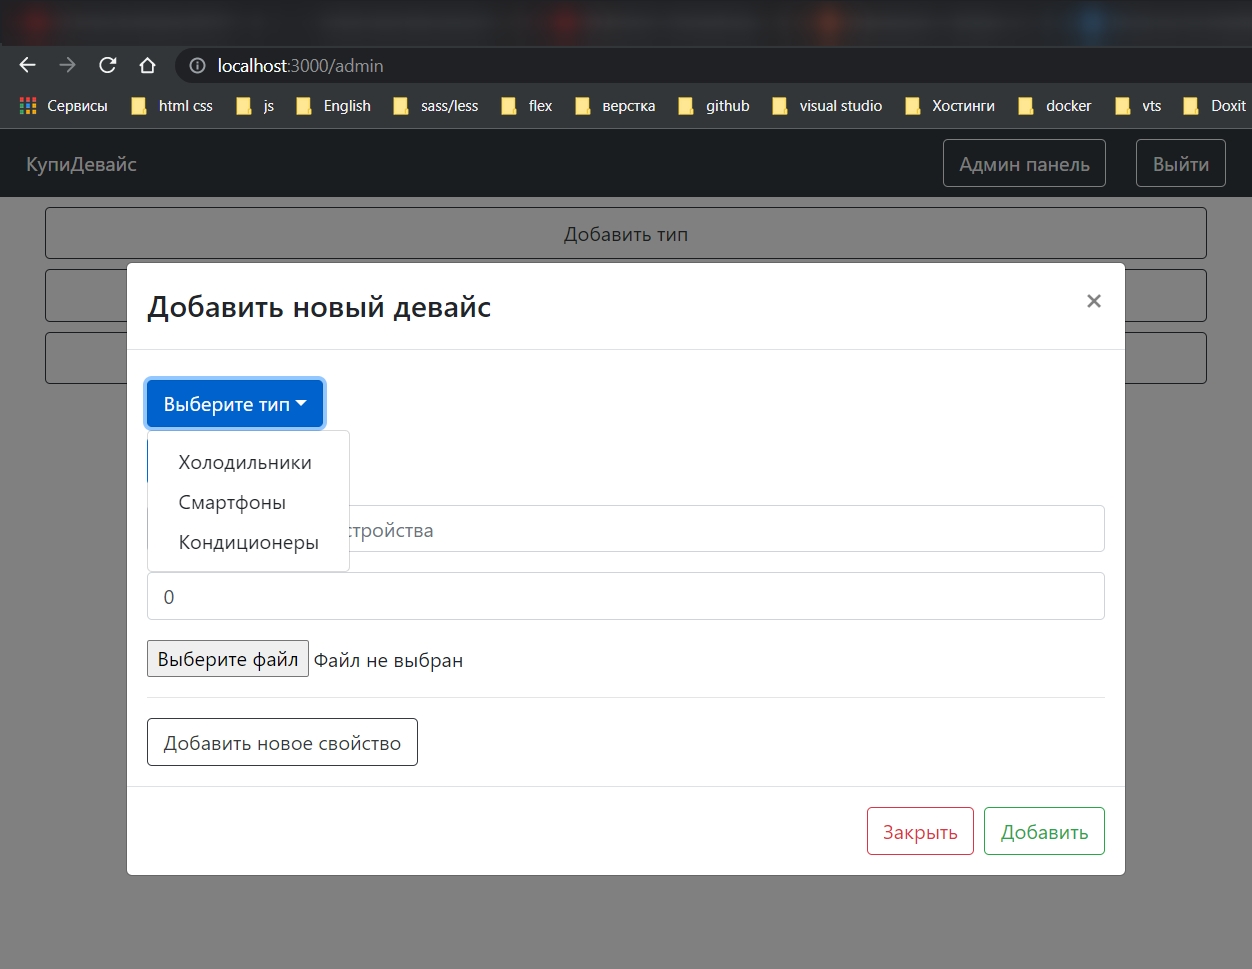 localhost:3000/admin
Сервисы html css js English sass/less flex верстка github visual studio Хостинги docker vts Doxit
КупиДевайс Админ панель Выйти
Добавить тип
Добавить новый девайс ×
Выберите тип
Холодильники
Смартфоны
стройства
Кондиционеры
0
Выберите файл Файл не выбран
Добавить новое свойство
Закрыть Добавить